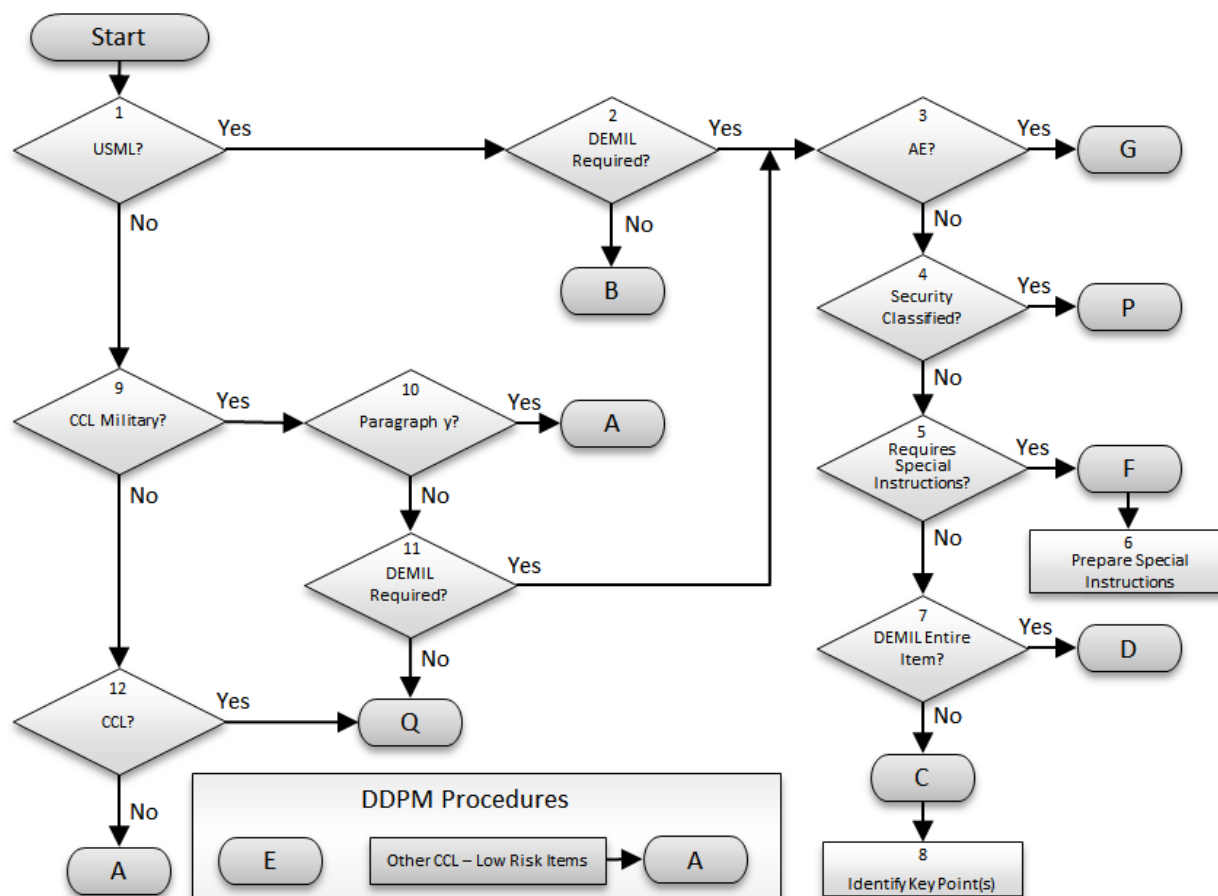 Start
1
USML?
Yes
No
2
DEMIL
Required?
Yes
No
B
3
AE?
Yes
G
No
4
Security
Classified?
Yes
P
No
5
Requires
Special
Instructions?
Yes
F
6
Prepare Special
Instructions
No
7
DEMIL Entire
Item?
Yes
D
No
C
8
Identify Key Point(s)
9
CCL Military?
Yes
No
10
Paragraph y?
Yes
A
No
11
DEMIL
Required?
Yes
No
12
CCL?
Yes
Q
No
A
DDPM Procedures
E
Other CCL – Low Risk Items
A